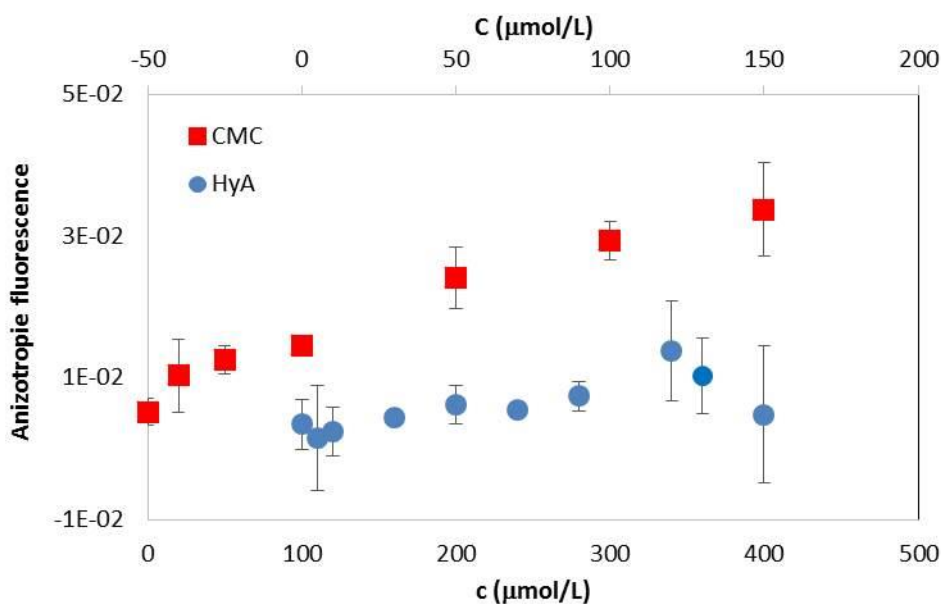 C (µmol/L)
-50 0 50 100 150 200
5E-02
CMC
HyA
3E-02
1E-02
-1E-02
Anizotropie fluorescence
0 100 200 300 400 500
c (µmol/L)